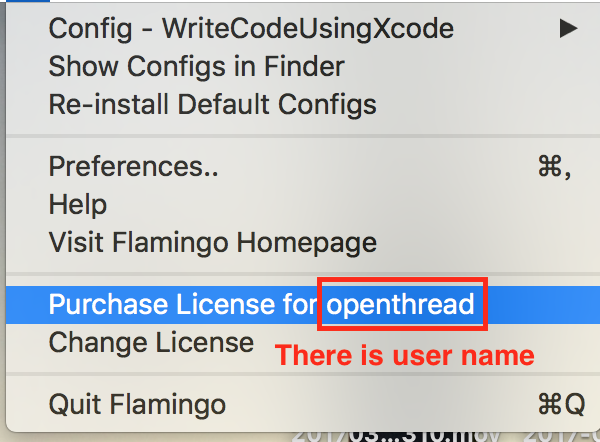 Config - WriteCodeUsingXcode ▶
Show Configs in Finder
Re-install Default Configs
Preferences.. ⌘,
Help
Visit Flamingo Homepage
Purchase License for openthread
Change License
There is user name
Quit Flamingo ⌘Q